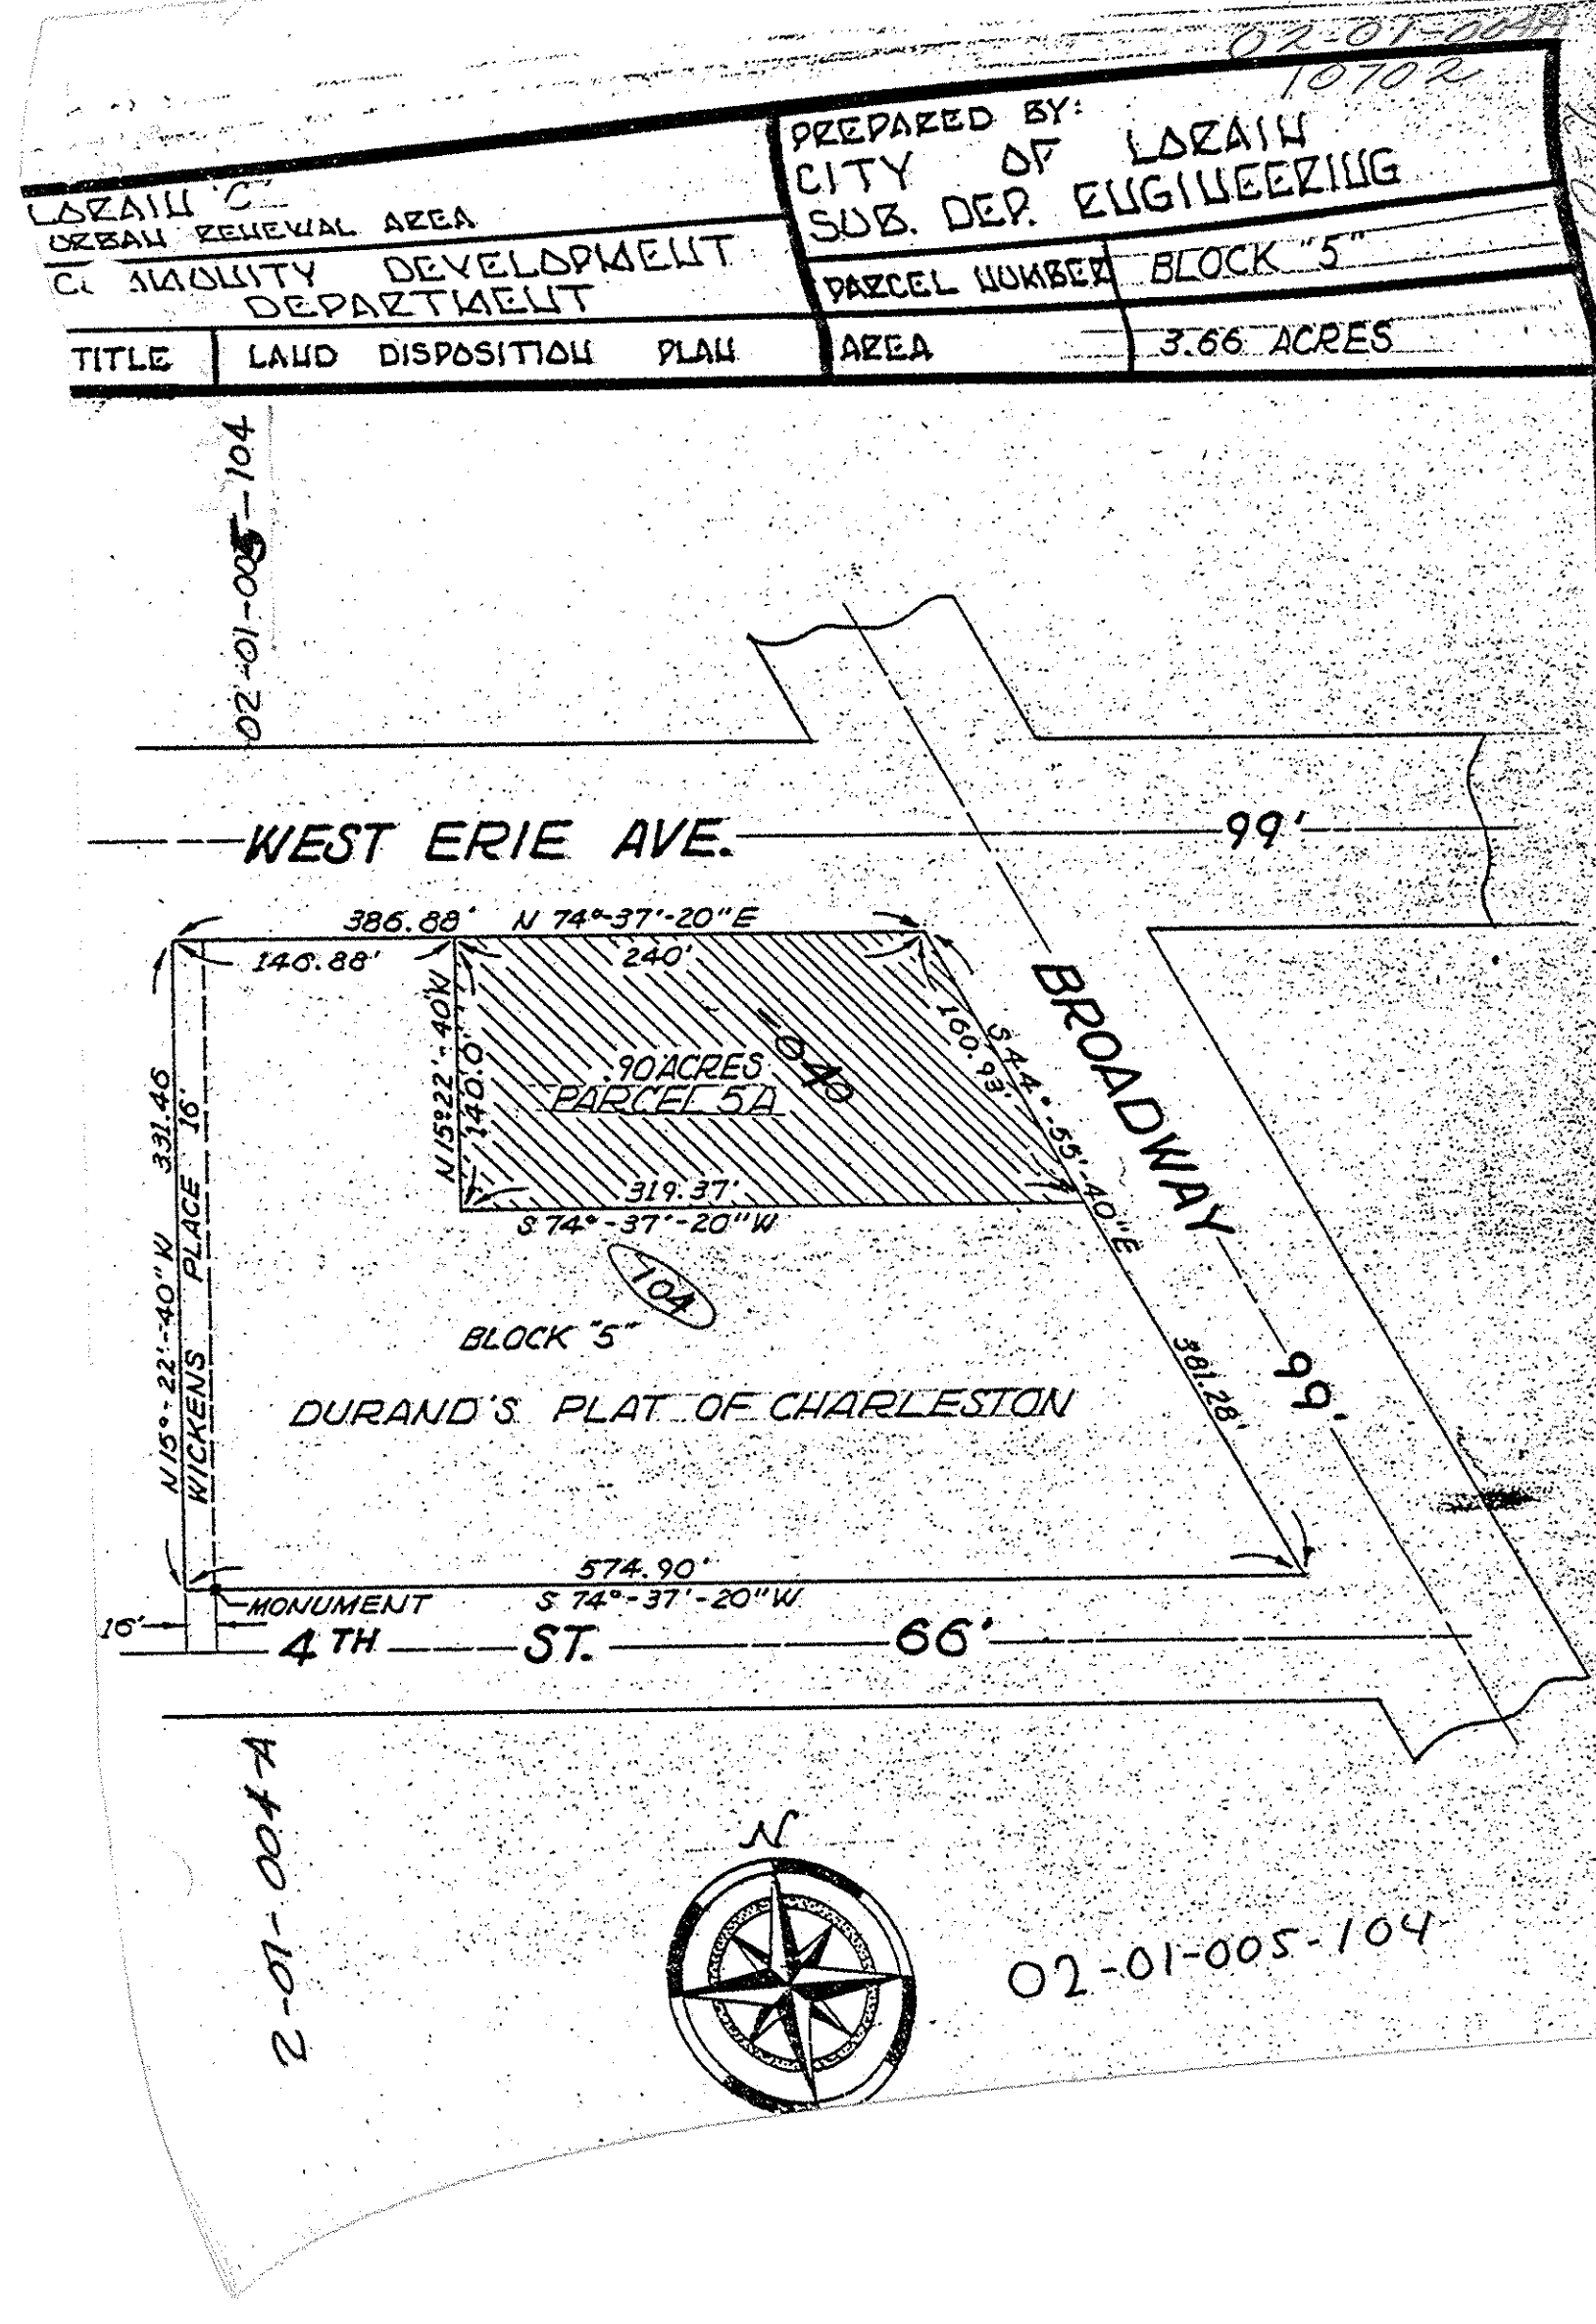 02-01-004A
10702
LORAIN "C"
URBAN RENEWAL AREA
DEVELOPMENT
DEPARTMENT
TITLE LAND DISPOSITION PLAN
PREPARED BY:
CITY OF LORAIN
SUB. DEP. ENGINEERING
PARCEL NUMBER BLOCK "5"
AREA 3.66 ACRES
02-01-005-104
WEST ERIE AVE. 99'
386.88' N 74°-37'-20" E
146.88' 240'
N 15°22'-40" W
140.0'
.90 ACRES
PARCEL 5A
160.93'
S 44°-55'-40" E
BROADWAY 99'
319.37'
S 74°-37'-20" W
N 15°-22'-40" W 331.46
WICKENS PLACE 16'
104
BLOCK "5"
DURAND'S PLAT OF CHARLESTON
381.28'
574.90'
S 74°-37'-20" W
MONUMENT
16'
4TH ST. 66'
2-01-004-A
N
02-01-005-104